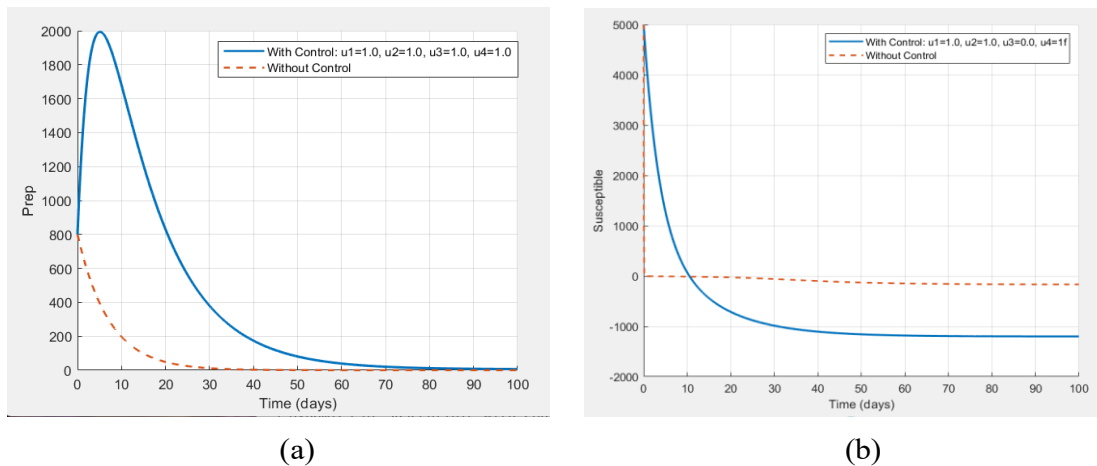 2000
1800
1600
1400
1200
1000
800
600
400
200
0
Prep
With Control: u1=1.0, u2=1.0, u3=1.0, u4=1.0
Without Control
0 10 20 30 40 50 60 70 80 90 100
Time (days)
(a)
5000
4000
3000
2000
1000
0
-1000
-2000
Susceptible
With Control: u1=1.0, u2=1.0, u3=0.0, u4=1f
Without Control
0 10 20 30 40 50 60 70 80 90 100
Time (days)
(b)